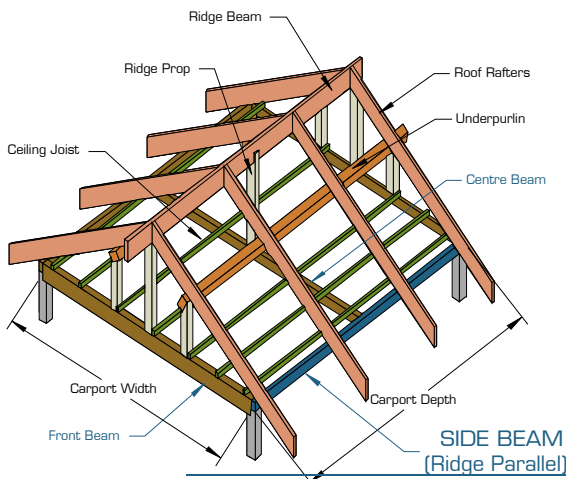 Ridge Beam
Ridge Prop
Roof Rafters
Underpurlin
Ceiling Joist
Centre Beam
Carport Width
Carport Depth
Front Beam
SIDE BEAM
(Ridge Parallel)